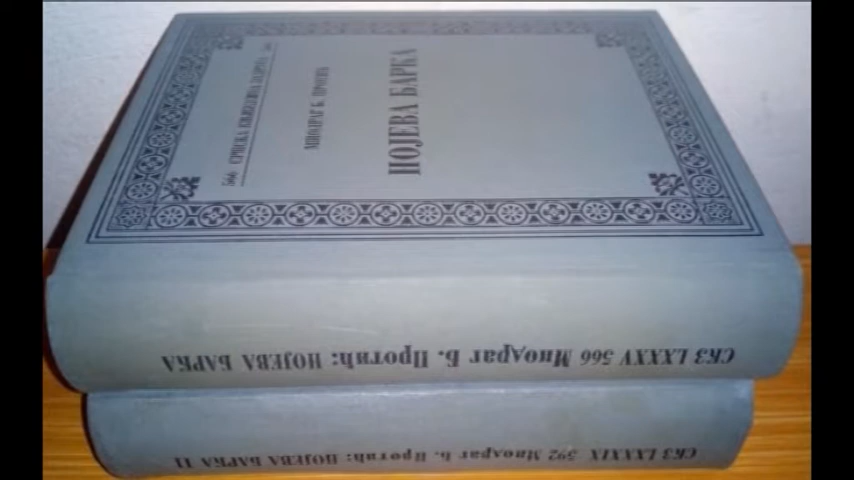 566 СРПСКА КЊИЖЕВНА ЗАДРУГА
МИОДРАГ Б. ПРОТИЋ
НОЈЕВА БАРКА
СКЗ LXXXV 566 Миодраг Б. Протић: НОЈЕВА БАРКА
СКЗ LXXXIX 592 Миодраг Б. Протић: НОЈЕВА БАРКА II